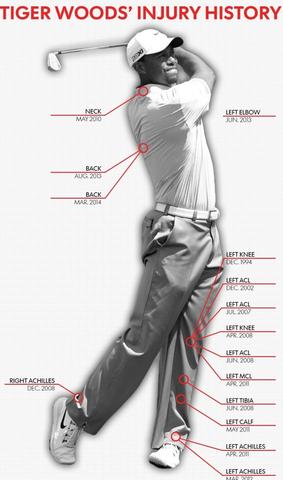 TIGER WOODS' INJURY HISTORY
NECK
MAY 2010
LEFT ELBOW
JUN. 2013
BACK
AUG. 2013
BACK
MAR. 2014
LEFT KNEE
DEC. 1994
LEFT ACL
DEC. 2002
LEFT ACL
JUL. 2007
LEFT KNEE
APR. 2008
LEFT ACL
JUN. 2008
LEFT MCL
APR. 2011
RIGHT ACHILLES
DEC. 2008
LEFT TIBIA
JUN. 2008
LEFT CALF
MAY 2011
LEFT ACHILLES
APR. 2011
LEFT ACHILLES
MAR. 2012